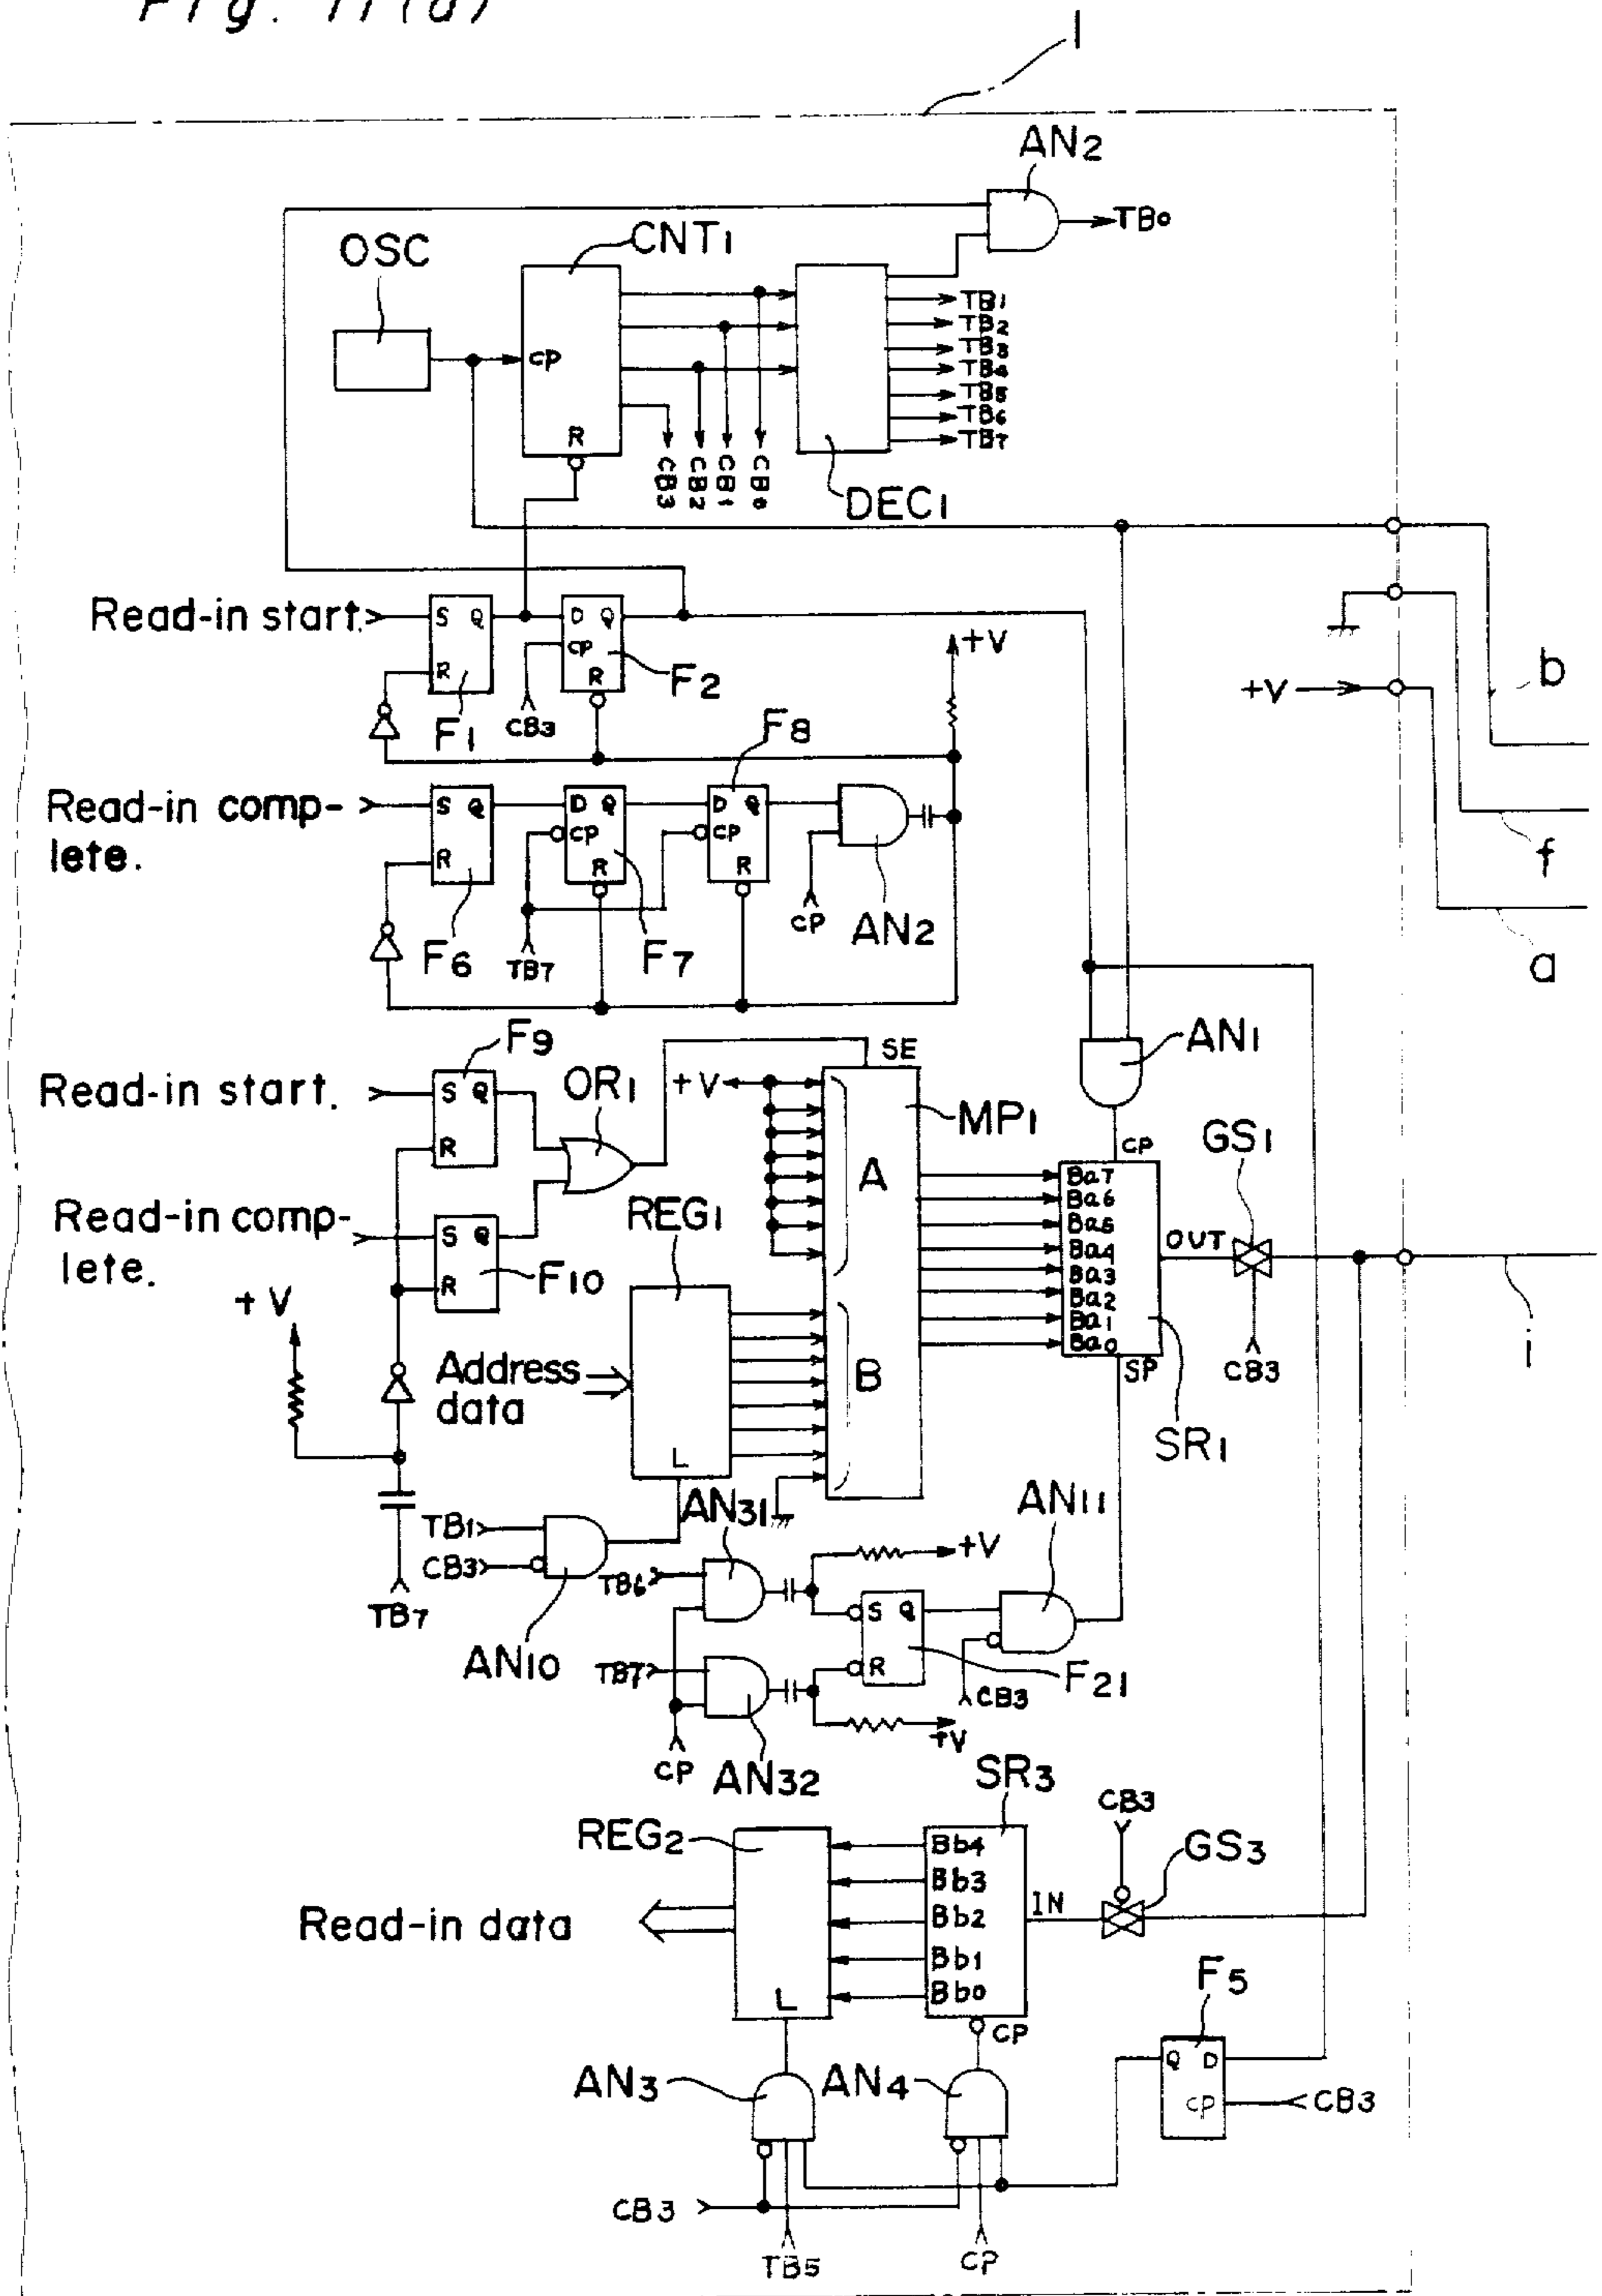 Fig. 11(a)
1
AN2
TB0
CNT1
OSC
CP
R
TB1
TB2
TB3
TB4
TB5
TB6
TB7
CB3
CB2
CB1
CB0
DEC1
Read-in start.
S Q
R
F1
D Q
CP
R
F2
CB3
+V
+V
b
f
a
F8
Read-in comp-
lete.
S Q
R
F6
D Q
CP
R
F7
TB7
D Q
CP
R
CP
AN2
F9
Read-in start.
S Q
R
OR1
+V
SE
MP1
A
B
AN1
CP
GS1
Read-in comp-
lete.
S Q
R
F10
REG1
Ba7
Ba6
Ba5
Ba4
Ba3
Ba2
Ba1
Ba0
OUT
SP
CB3
i
SR1
+V
Address
data
L
TB1
CB3
TB7
AN10
AN31
TB6
AN11
+V
S Q
R
F21
CB3
TB7
+V
CP
AN32
SR3
REG2
CB3
GS3
Bb4
Bb3
Bb2
Bb1
Bb0
IN
Read-in data
L
CP
F5
Q D
CP
CB3
AN3
AN4
CB3
TB5
CP